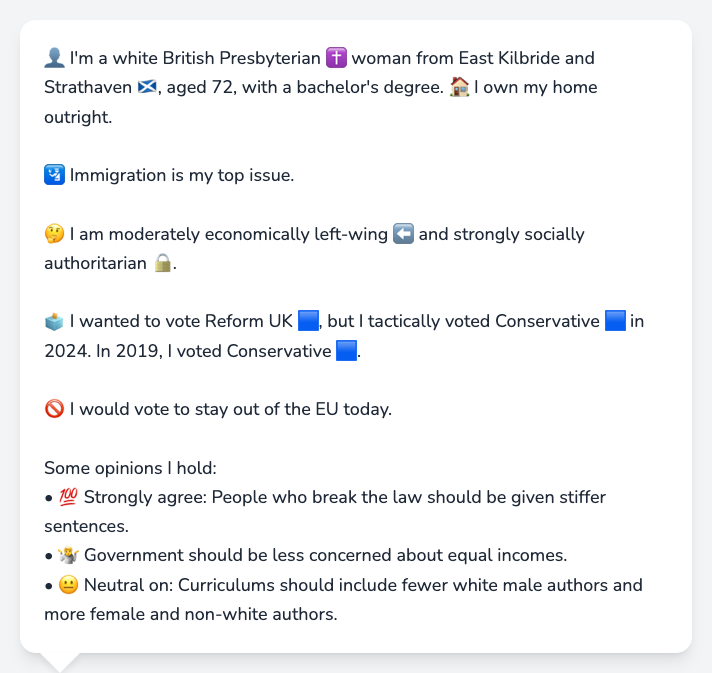 👤 I'm a white British Presbyterian ✝️ woman from East Kilbride and
Strathaven 🏴󠁧󠁢󠁳󠁣󠁴󠁿, aged 72, with a bachelor's degree. 🏠 I own my home
outright.
🛂 Immigration is my top issue.
🤔 I am moderately economically left-wing ⬅️ and strongly socially
authoritarian 🔒.
🗳️ I wanted to vote Reform UK 🟦, but I tactically voted Conservative 🟦 in
2024. In 2019, I voted Conservative 🟦.
🚫 I would vote to stay out of the EU today.
Some opinions I hold:
• 💯 Strongly agree: People who break the law should be given stiffer
sentences.
• 🤷 Government should be less concerned about equal incomes.
• 😐 Neutral on: Curriculums should include fewer white male authors and
more female and non-white authors.